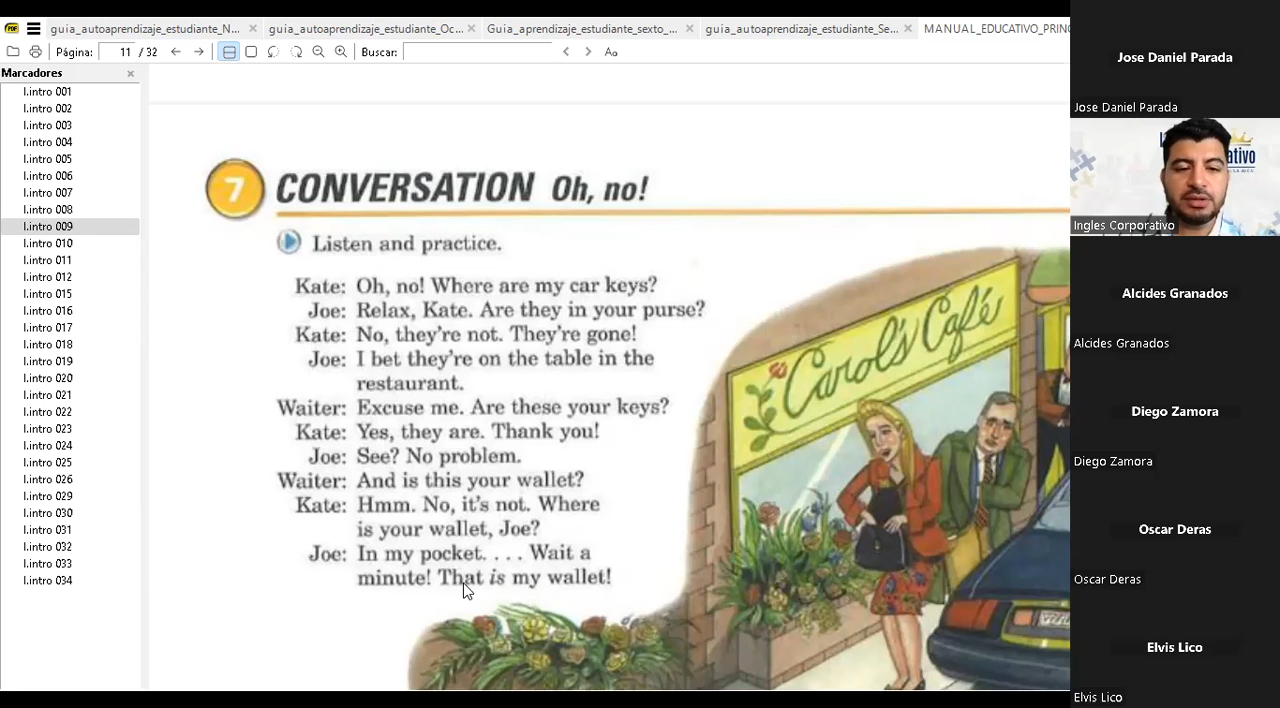 guia_autoaprendizaje_estudiante_N...
guia_autoaprendizaje_estudiante_Oc...
Guia_aprendizaje_estudiante_sexto_...
guia_autoaprendizaje_estudiante_Se...
MANUAL_EDUCATIVO_PRINC
Página: 11 / 32
Buscar:
Marcadores
I.intro 001
I.intro 002
I.intro 003
I.intro 004
I.intro 005
I.intro 006
I.intro 007
I.intro 008
I.intro 009
I.intro 010
I.intro 011
I.intro 012
I.intro 015
I.intro 016
I.intro 017
I.intro 018
I.intro 019
I.intro 020
I.intro 021
I.intro 022
I.intro 023
I.intro 024
I.intro 025
I.intro 026
I.intro 029
I.intro 030
I.intro 031
I.intro 032
I.intro 033
I.intro 034
7 CONVERSATION Oh, no!
Listen and practice.
Kate: Oh, no! Where are my car keys?
Joe: Relax, Kate. Are they in your purse?
Kate: No, they're not. They're gone!
Joe: I bet they're on the table in the
restaurant.
Waiter: Excuse me. Are these your keys?
Kate: Yes, they are. Thank you!
Joe: See? No problem.
Waiter: And is this your wallet?
Kate: Hmm. No, it's not. Where
is your wallet, Joe?
Joe: In my pocket. . . . Wait a
minute! That is my wallet!
Carol's Café
Jose Daniel Parada
Jose Daniel Parada
Ingles Corporativo
Alcides Granados
Alcides Granados
Diego Zamora
Diego Zamora
Oscar Deras
Oscar Deras
Elvis Lico
Elvis Lico